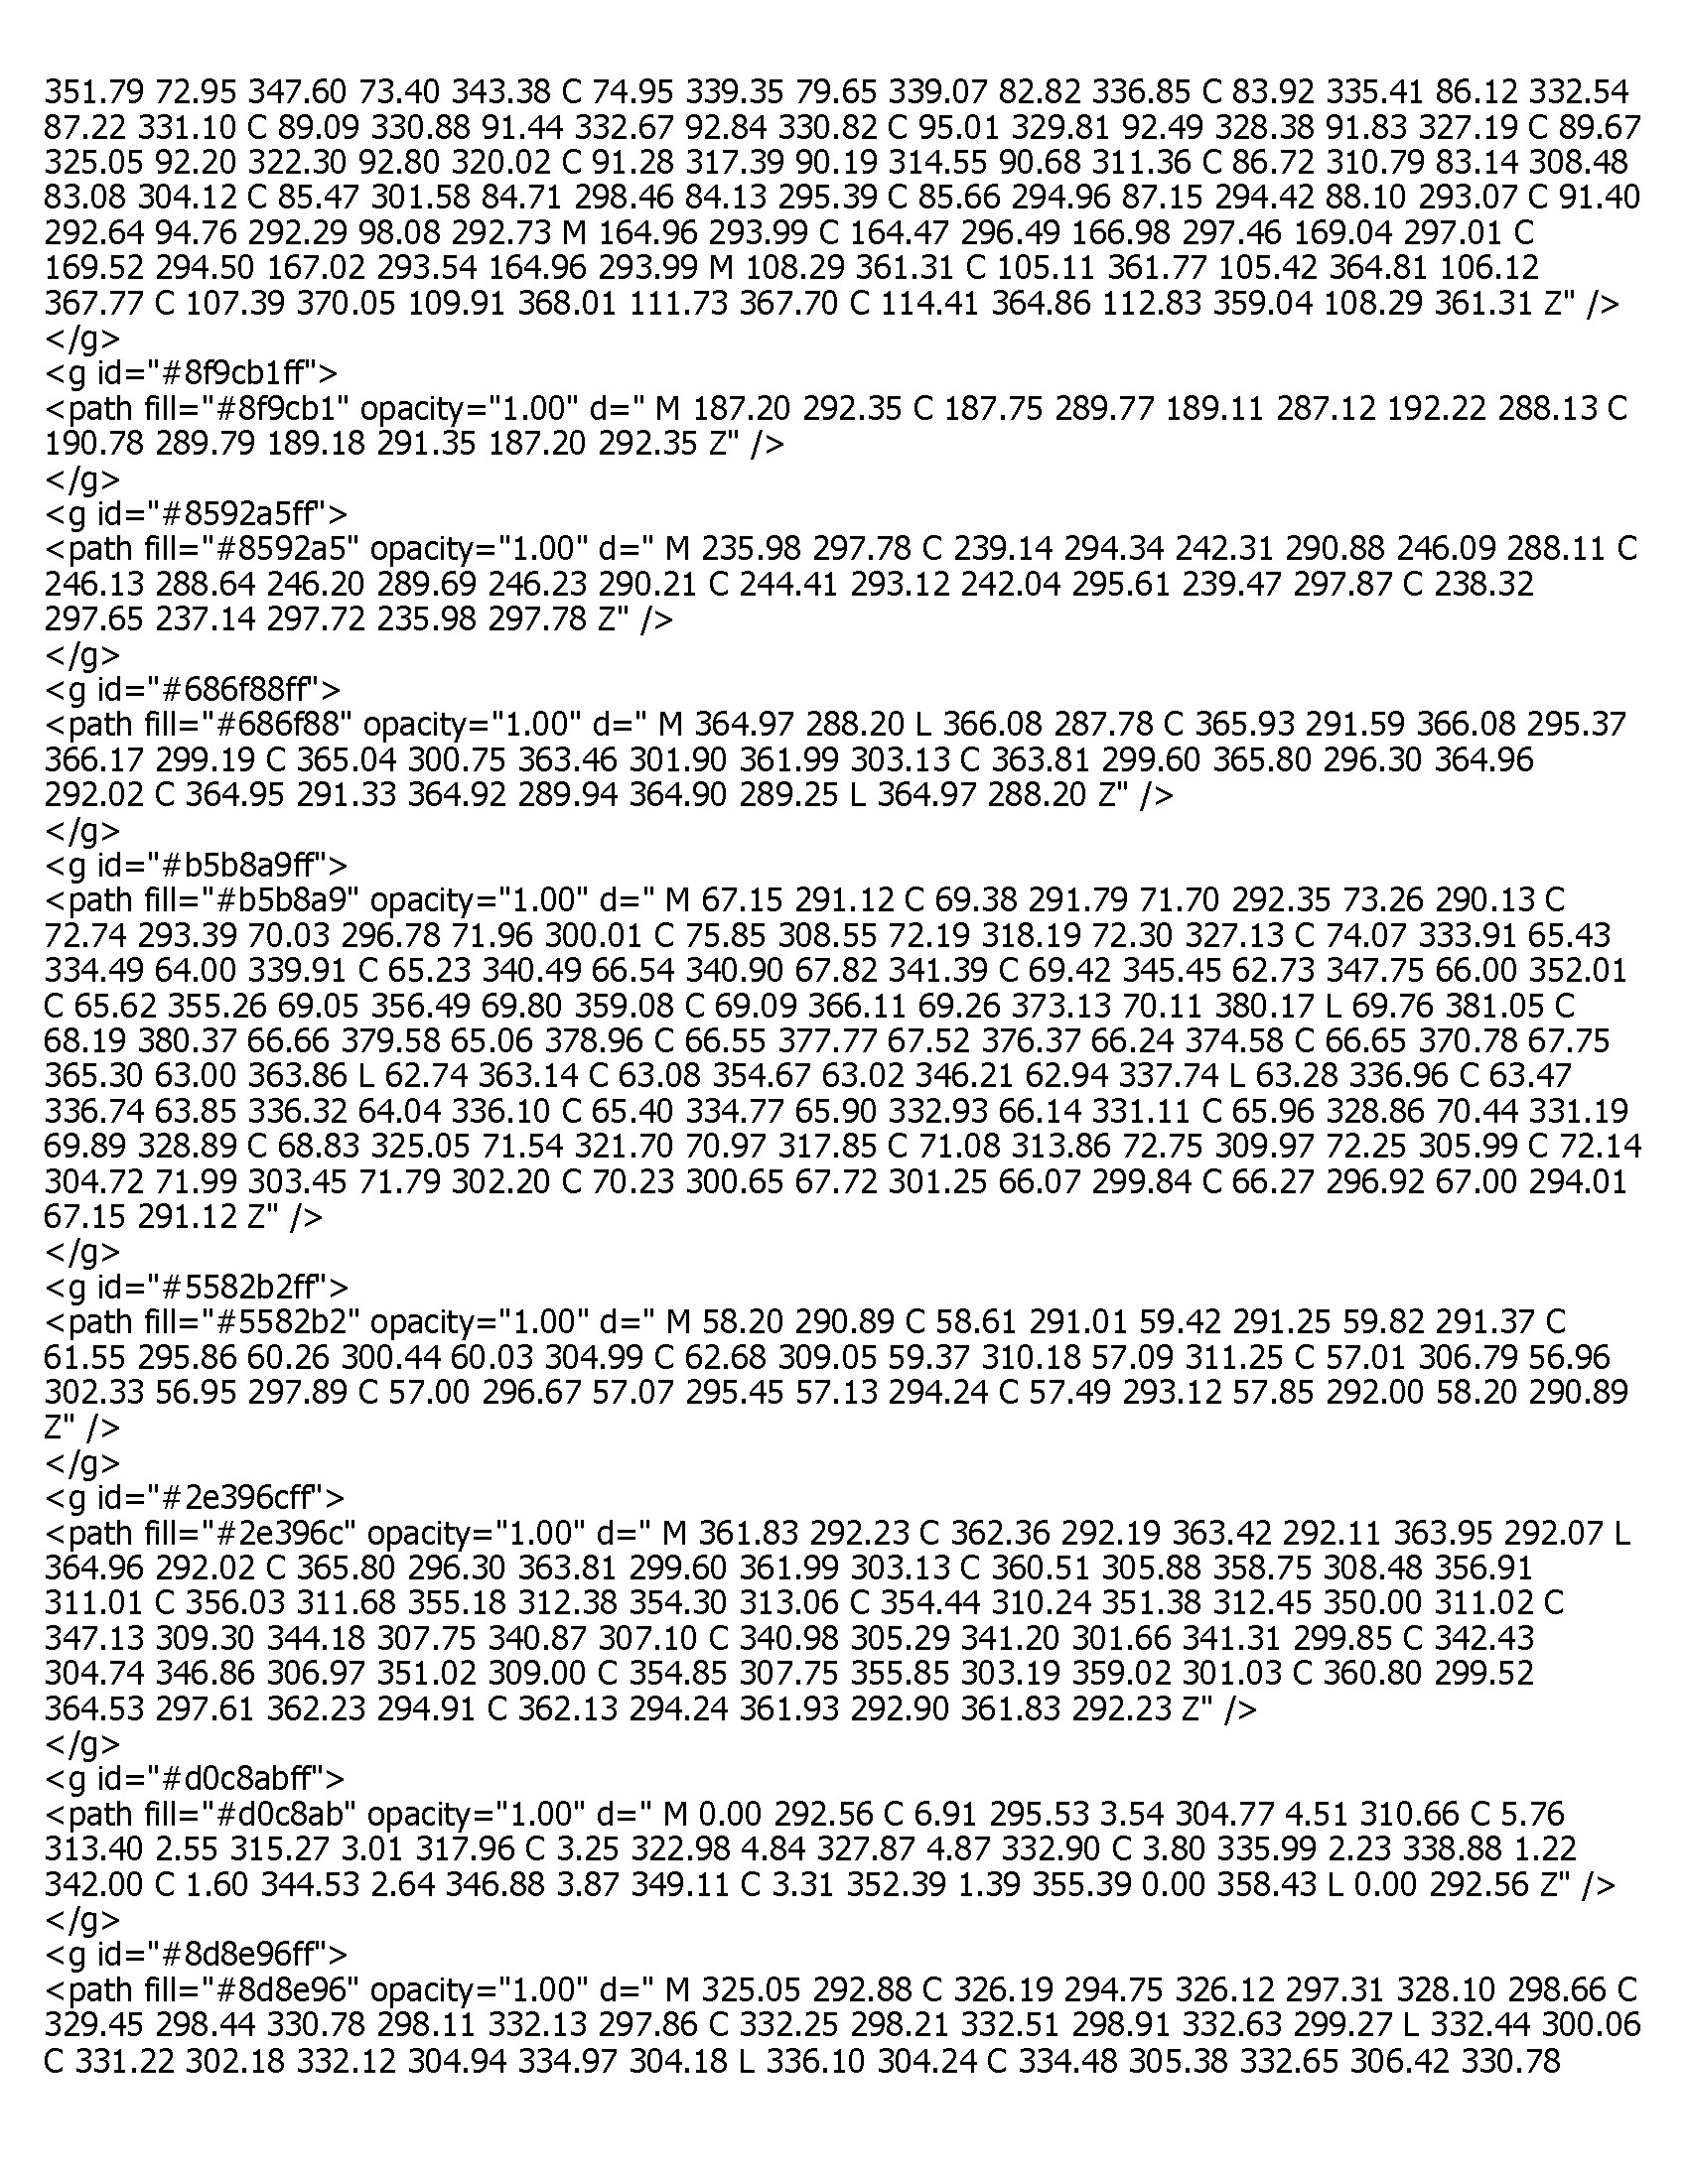 351.79 72.95 347.60 73.40 343.38 C 74.95 339.35 79.65 339.07 82.82 336.85 C 83.92 335.41 86.12 332.54
87.22 331.10 C 89.09 330.88 91.44 332.67 92.84 330.82 C 95.01 329.81 92.49 328.38 91.83 327.19 C 89.67
325.05 92.20 322.30 92.80 320.02 C 91.28 317.39 90.19 314.55 90.68 311.36 C 86.72 310.79 83.14 308.48
83.08 304.12 C 85.47 301.58 84.71 298.46 84.13 295.39 C 85.66 294.96 87.15 294.42 88.10 293.07 C 91.40
292.64 94.76 292.29 98.08 292.73 M 164.96 293.99 C 164.47 296.49 166.98 297.46 169.04 297.01 C
169.52 294.50 167.02 293.54 164.96 293.99 M 108.29 361.31 C 105.11 361.77 105.42 364.81 106.12
367.77 C 107.39 370.05 109.91 368.01 111.73 367.70 C 114.41 364.86 112.83 359.04 108.29 361.31 Z" />
</g>
<g id="#8f9cb1ff">
<path fill="#8f9cb1" opacity="1.00" d=" M 187.20 292.35 C 187.75 289.77 189.11 287.12 192.22 288.13 C
190.78 289.79 189.18 291.35 187.20 292.35 Z" />
</g>
<g id="#8592a5ff">
<path fill="#8592a5" opacity="1.00" d=" M 235.98 297.78 C 239.14 294.34 242.31 290.88 246.09 288.11 C
246.13 288.64 246.20 289.69 246.23 290.21 C 244.41 293.12 242.04 295.61 239.47 297.87 C 238.32
297.65 237.14 297.72 235.98 297.78 Z" />
</g>
<g id="#686f88ff">
<path fill="#686f88" opacity="1.00" d=" M 364.97 288.20 L 366.08 287.78 C 365.93 291.59 366.08 295.37
366.17 299.19 C 365.04 300.75 363.46 301.90 361.99 303.13 C 363.81 299.60 365.80 296.30 364.96
292.02 C 364.95 291.33 364.92 289.94 364.90 289.25 L 364.97 288.20 Z" />
</g>
<g id="#b5b8a9ff">
<path fill="#b5b8a9" opacity="1.00" d=" M 67.15 291.12 C 69.38 291.79 71.70 292.35 73.26 290.13 C
72.74 293.39 70.03 296.78 71.96 300.01 C 75.85 308.55 72.19 318.19 72.30 327.13 C 74.07 333.91 65.43
334.49 64.00 339.91 C 65.23 340.49 66.54 340.90 67.82 341.39 C 69.42 345.45 62.73 347.75 66.00 352.01
C 65.62 355.26 69.05 356.49 69.80 359.08 C 69.09 366.11 69.26 373.13 70.11 380.17 L 69.76 381.05 C
68.19 380.37 66.66 379.58 65.06 378.96 C 66.55 377.77 67.52 376.37 66.24 374.58 C 66.65 370.78 67.75
365.30 63.00 363.86 L 62.74 363.14 C 63.08 354.67 63.02 346.21 62.94 337.74 L 63.28 336.96 C 63.47
336.74 63.85 336.32 64.04 336.10 C 65.40 334.77 65.90 332.93 66.14 331.11 C 65.96 328.86 70.44 331.19
69.89 328.89 C 68.83 325.05 71.54 321.70 70.97 317.85 C 71.08 313.86 72.75 309.97 72.25 305.99 C 72.14
304.72 71.99 303.45 71.79 302.20 C 70.23 300.65 67.72 301.25 66.07 299.84 C 66.27 296.92 67.00 294.01
67.15 291.12 Z" />
</g>
<g id="#5582b2ff">
<path fill="#5582b2" opacity="1.00" d=" M 58.20 290.89 C 58.61 291.01 59.42 291.25 59.82 291.37 C
61.55 295.86 60.26 300.44 60.03 304.99 C 62.68 309.05 59.37 310.18 57.09 311.25 C 57.01 306.79 56.96
302.33 56.95 297.89 C 57.00 296.67 57.07 295.45 57.13 294.24 C 57.49 293.12 57.85 292.00 58.20 290.89
Z" />
</g>
<g id="#2e396cff">
<path fill="#2e396c" opacity="1.00" d=" M 361.83 292.23 C 362.36 292.19 363.42 292.11 363.95 292.07 L
364.96 292.02 C 365.80 296.30 363.81 299.60 361.99 303.13 C 360.51 305.88 358.75 308.48 356.91
311.01 C 356.03 311.68 355.18 312.38 354.30 313.06 C 354.44 310.24 351.38 312.45 350.00 311.02 C
347.13 309.30 344.18 307.75 340.87 307.10 C 340.98 305.29 341.20 301.66 341.31 299.85 C 342.43
304.74 346.86 306.97 351.02 309.00 C 354.85 307.75 355.85 303.19 359.02 301.03 C 360.80 299.52
364.53 297.61 362.23 294.91 C 362.13 294.24 361.93 292.90 361.83 292.23 Z" />
</g>
<g id="#d0c8abff">
<path fill="#d0c8ab" opacity="1.00" d=" M 0.00 292.56 C 6.91 295.53 3.54 304.77 4.51 310.66 C 5.76
313.40 2.55 315.27 3.01 317.96 C 3.25 322.98 4.84 327.87 4.87 332.90 C 3.80 335.99 2.23 338.88 1.22
342.00 C 1.60 344.53 2.64 346.88 3.87 349.11 C 3.31 352.39 1.39 355.39 0.00 358.43 L 0.00 292.56 Z" />
</g>
<g id="#8d8e96ff">
<path fill="#8d8e96" opacity="1.00" d=" M 325.05 292.88 C 326.19 294.75 326.12 297.31 328.10 298.66 C
329.45 298.44 330.78 298.11 332.13 297.86 C 332.25 298.21 332.51 298.91 332.63 299.27 L 332.44 300.06
C 331.22 302.18 332.12 304.94 334.97 304.18 L 336.10 304.24 C 334.48 305.38 332.65 306.42 330.78